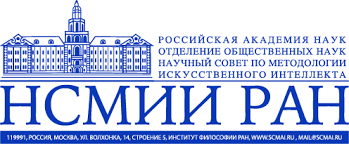 РОССИЙСКАЯ АКАДЕМИЯ НАУК
ОТДЕЛЕНИЕ ОБЩЕСТВЕННЫХ НАУК
НАУЧНЫЙ СОВЕТ ПО МЕТОДОЛОГИИ
ИСКУССТВЕННОГО ИНТЕЛЛЕКТА
НСМИИ РАН
119991, РОССИЯ, МОСКВА, УЛ. ВОЛХОНКА, 14, СТРОЕНИЕ 5, ИНСТИТУТ ФИЛОСОФИИ РАН, WWW.SCMAI.RU , MAIL@SCMAI.RU